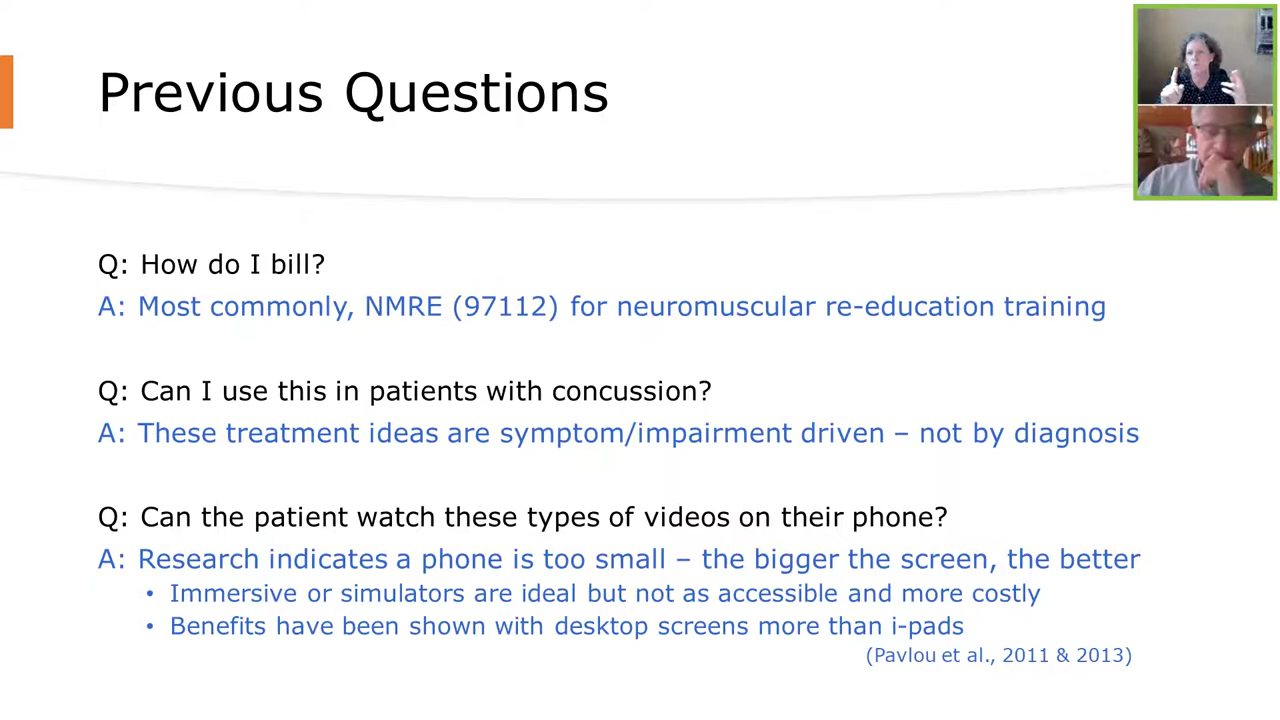 Previous Questions
Q: How do I bill?
A: Most commonly, NMRE (97112) for neuromuscular re-education training
Q: Can I use this in patients with concussion?
A: These treatment ideas are symptom/impairment driven – not by diagnosis
Q: Can the patient watch these types of videos on their phone?
A: Research indicates a phone is too small – the bigger the screen, the better
• Immersive or simulators are ideal but not as accessible and more costly
• Benefits have been shown with desktop screens more than i-pads
(Pavlou et al., 2011 & 2013)